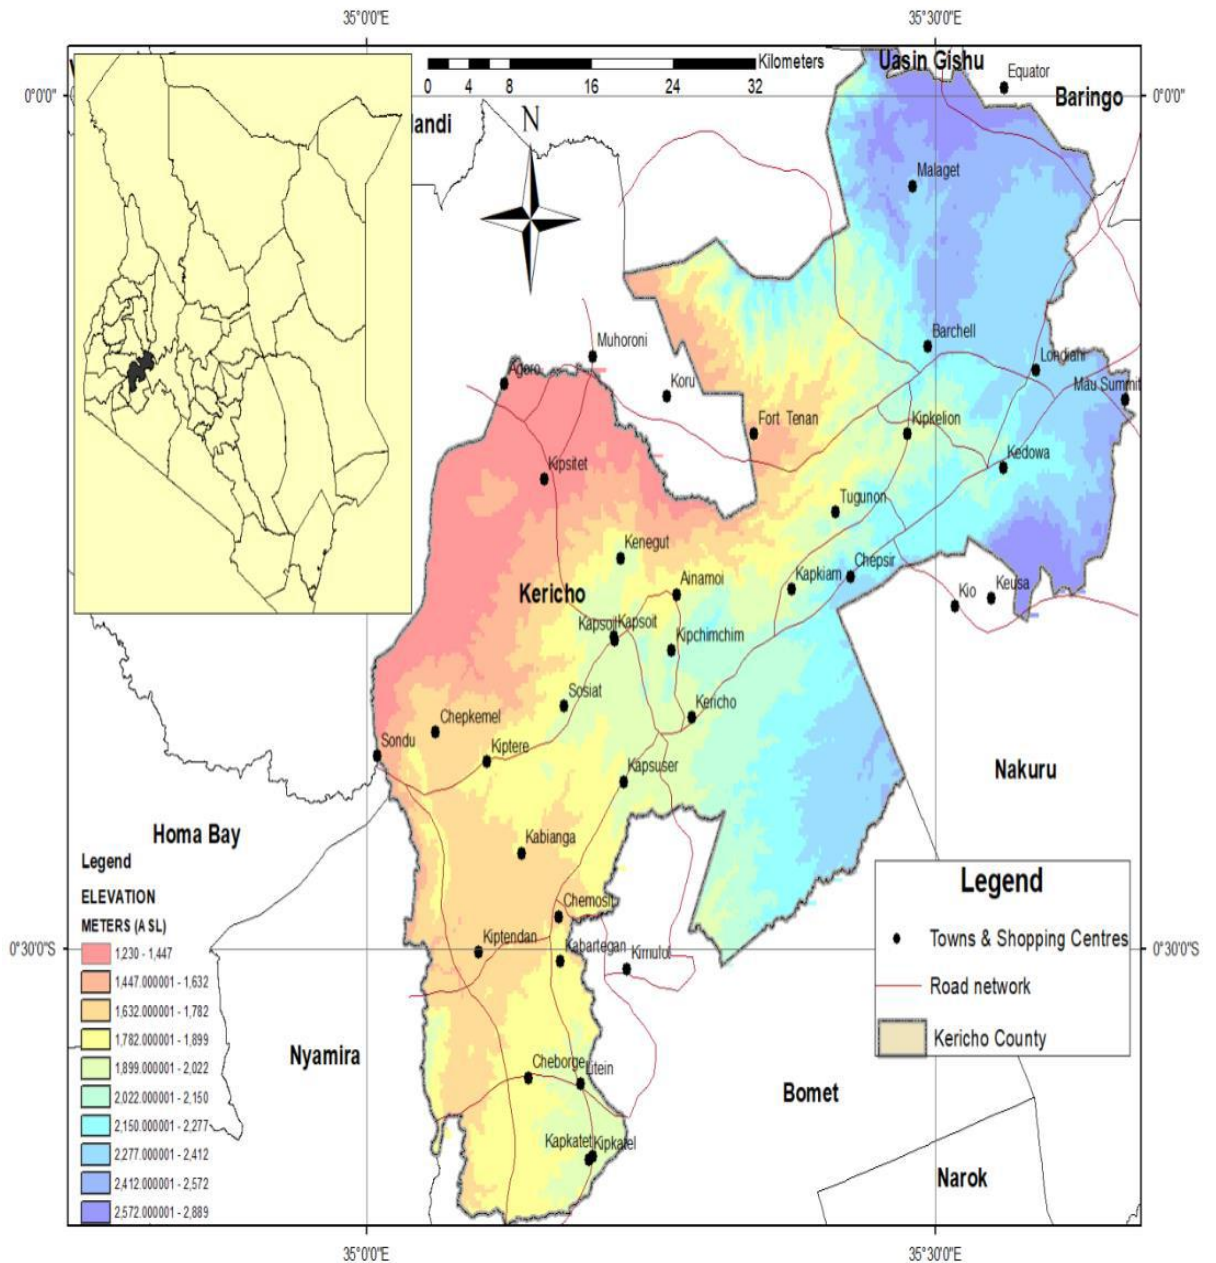 35°0'0"E
35°30'0"E
Kilometers
0 4 8 16 24 32
Uasin Gishu
Equator
0°0'0"
0°0'0"
Baringo
andi
N
Malaget
Muhoroni
Barchell
Londiani
Mau Summit
Agoro
Koru
Fort Tenan
Kipkelion
Kipsitet
Kedowa
Tugunon
Kenegut
Ainamoi
Kapkiam
Chepsir
Kericho
Kio
Keusa
Kapsoit
Kapsoit
Kipchimchim
Sosiat
Kericho
Chepkemel
Sondu
Kiptere
Kapsuser
Nakuru
Homa Bay
Kabianga
Legend
ELEVATION
METERS (A SL)
1,230 - 1,447
1,447.000001 - 1,632
1,632.000001 - 1,782
1,782.000001 - 1,899
1,899.000001 - 2,022
2,022.000001 - 2,150
2,150.000001 - 2,277
2,277.000001 - 2,412
2,412.000001 - 2,572
2,572.000001 - 2,889
Legend
Towns & Shopping Centres
Road network
Kericho County
Chemosit
Kiptendan
Kabartegan
Kimulot
0°30'0"S
0°30'0"S
Nyamira
Cheborge
Litein
Bomet
Kapkatet
Kipkatel
Narok
35°0'0"E
35°30'0"E